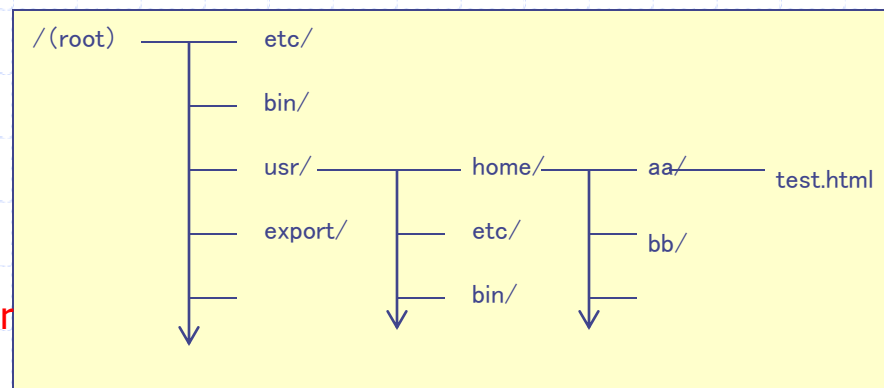 /(root) etc/
bin/
usr/ home/ aa/ test.html
export/ etc/ bb/
bin/
r